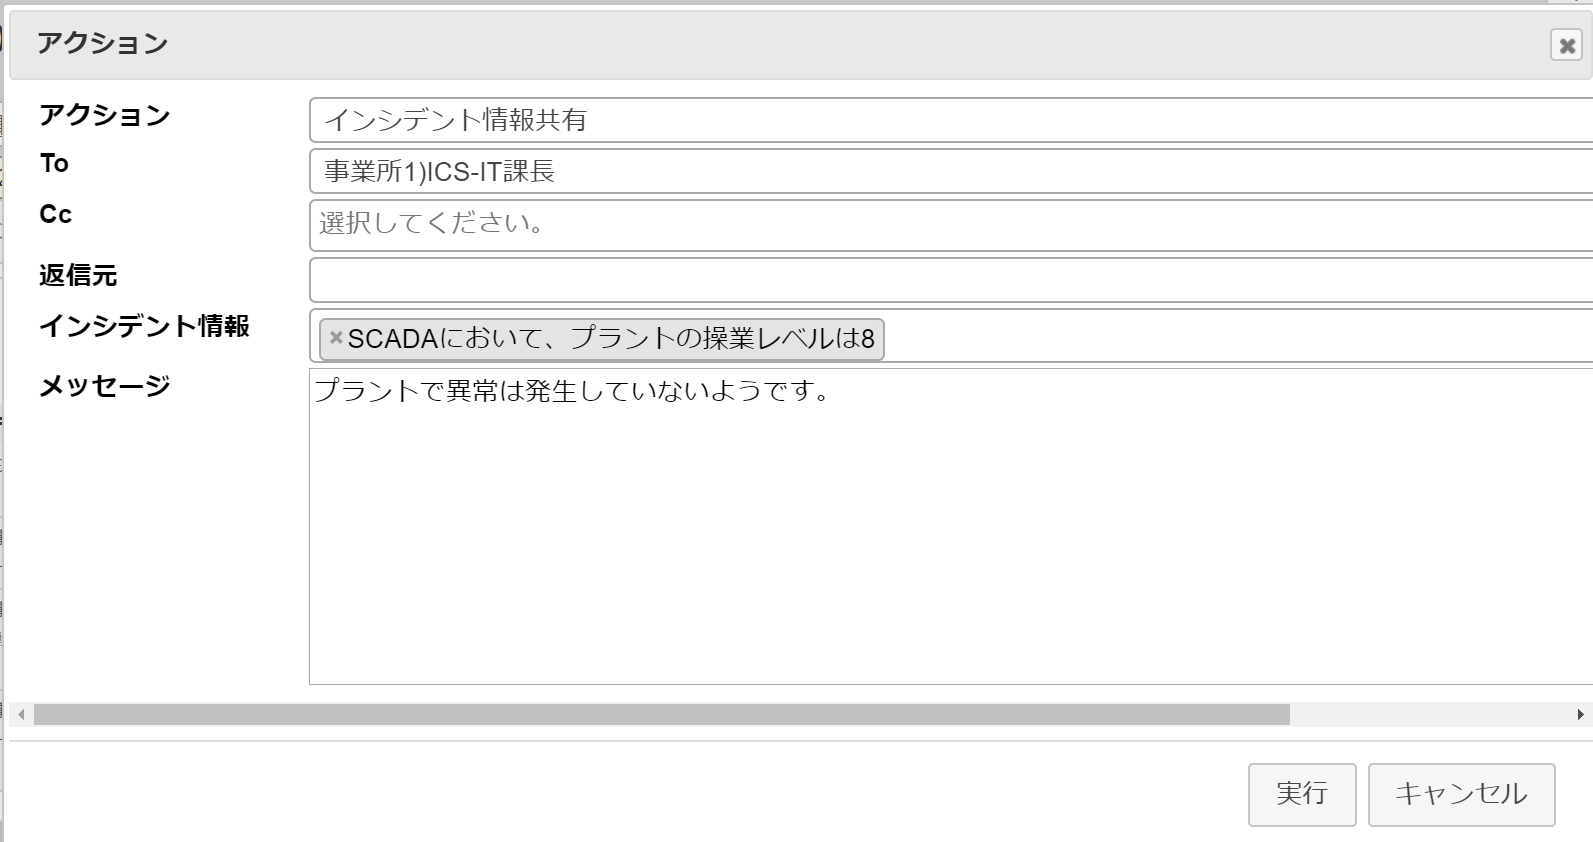 アクション
アクション
インシデント情報共有
To
事業所1)ICS-IT課長
Cc
選択してください。
返信元
インシデント情報
SCADAにおいて、プラントの操業レベルは8
メッセージ
プラントで異常は発生していないようです。
実行
キャンセル